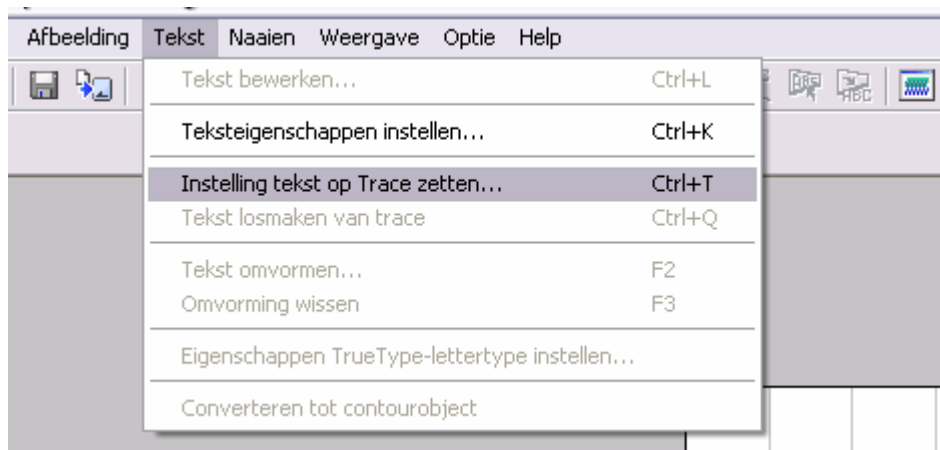 Afbeelding Tekst Naaien Weergave Optie Help
Tekst bewerken... Ctrl+L
Teksteigenschappen instellen... Ctrl+K
Instelling tekst op Trace zetten... Ctrl+T
Tekst losmaken van trace Ctrl+Q
Tekst omvormen... F2
Omvorming wissen F3
Eigenschappen TrueType-lettertype instellen...
Converteren tot contourobject